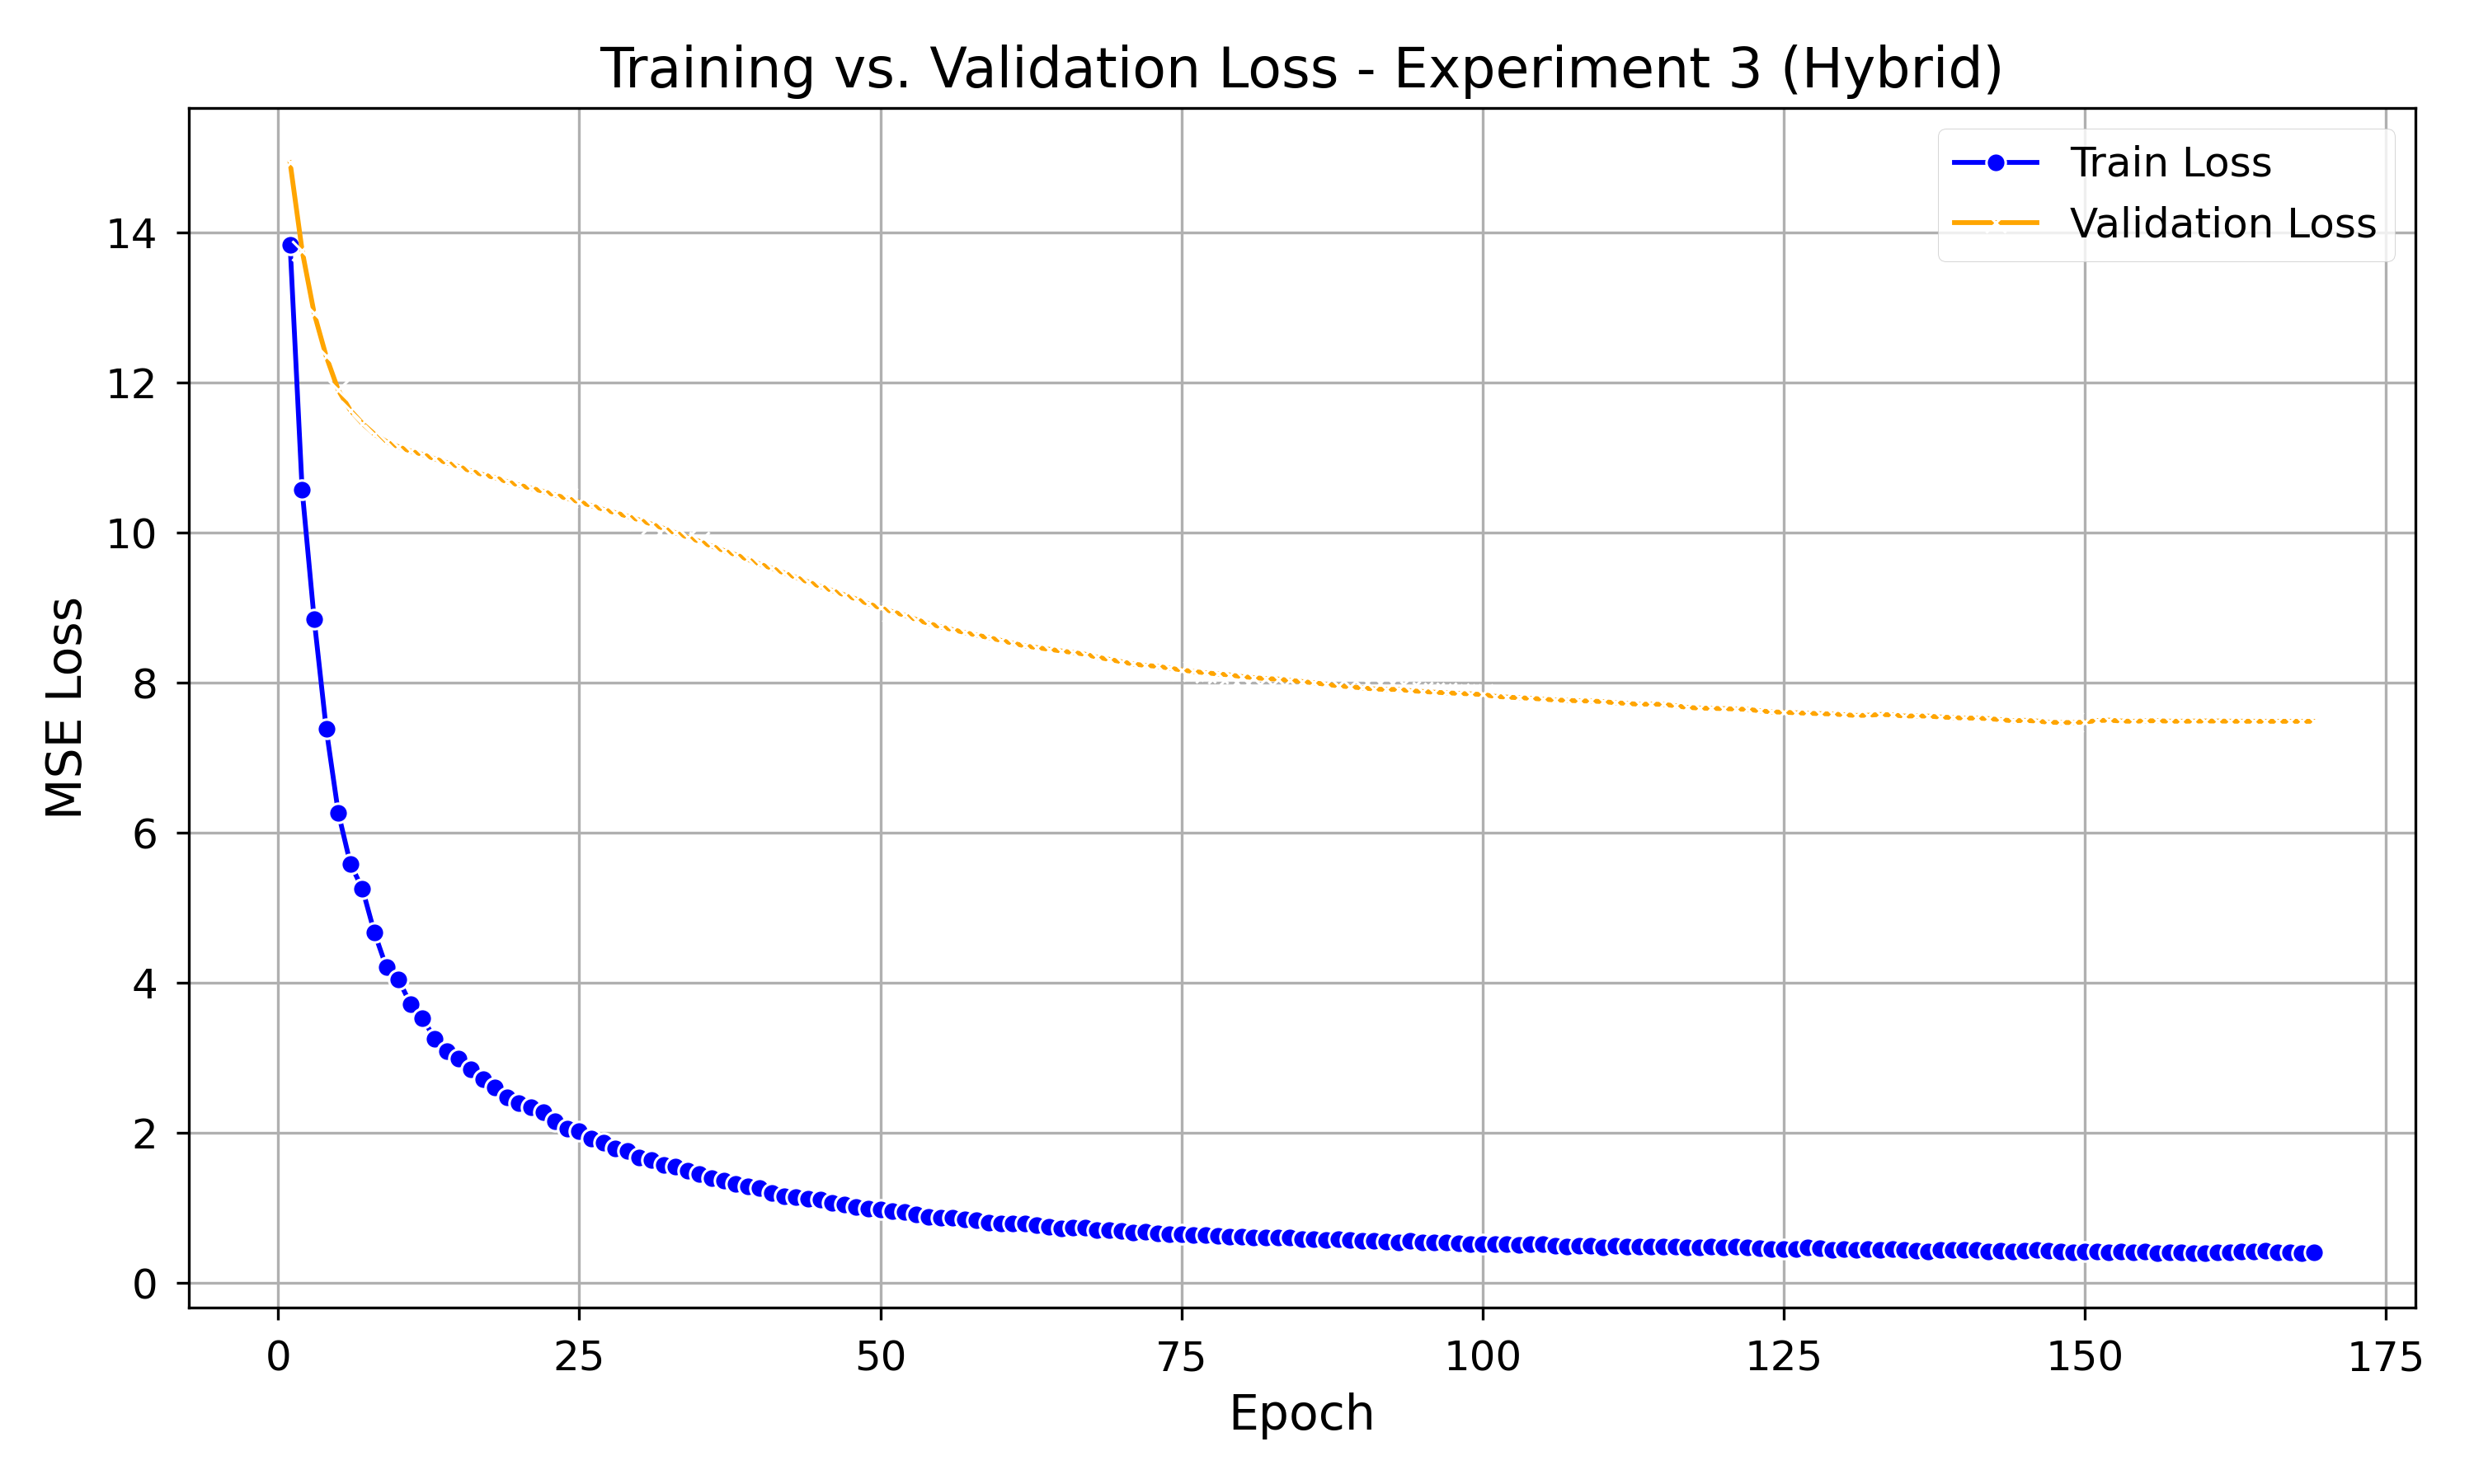 Training vs. Validation Loss - Experiment 3 (Hybrid)
Train Loss
Validation Loss
MSE Loss
14
12
10
8
6
4
2
0
0 25 50 75 100 125 150 175
Epoch